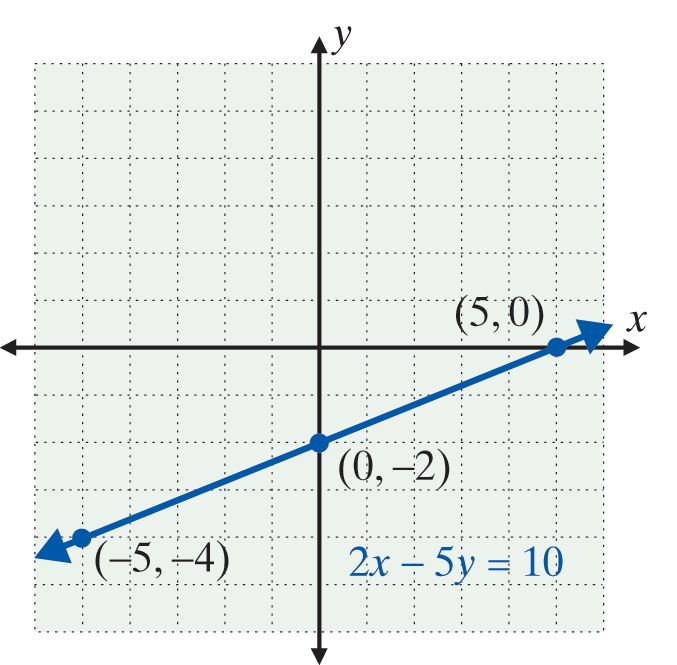 y
(5, 0)
x
(0, –2)
(–5, –4)
2x – 5y = 10